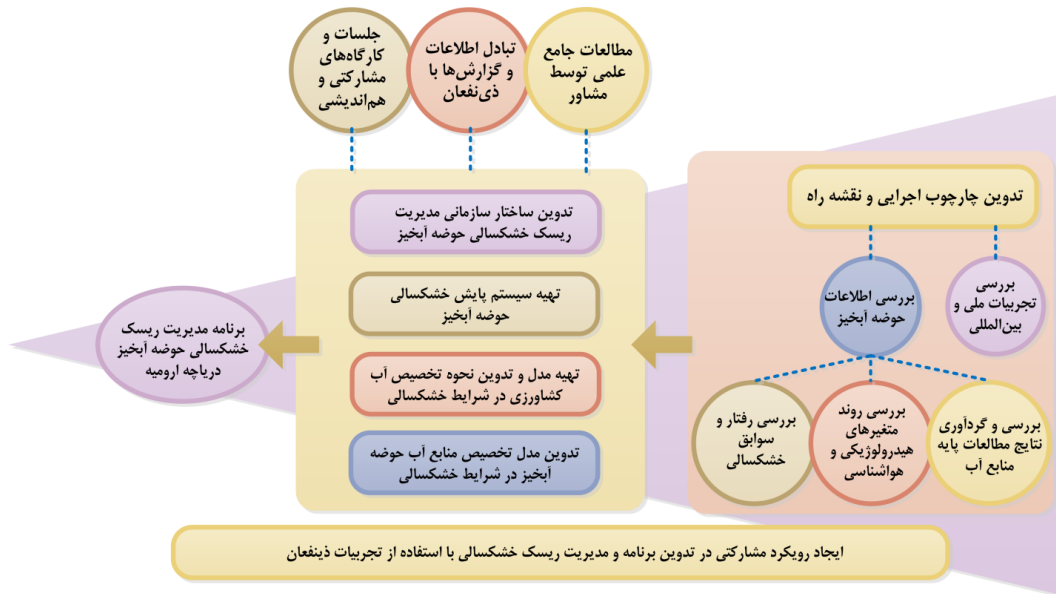 مطالعات جامع
علمی توسط
مشاور
تبادل اطلاعات
و گزارش‌ها با
ذی‌نفعان
جلسات و
کارگاه‌های
مشارکتی و
هم‌اندیشی
تدوین چارچوب اجرایی و نقشه راه
بررسی
تجربیات ملی و
بین‌المللی
بررسی اطلاعات
حوضه آبخیز
بررسی و گردآوری
نتایج مطالعات پایه
منابع آب
بررسی روند
متغیرهای
هیدرولوژیکی و
هواشناسی
بررسی رفتار و
سوابق
خشکسالی
تدوین ساختار سازمانی مدیریت
ریسک خشکسالی حوضه آبخیز
تهیه سیستم پایش خشکسالی
حوضه آبخیز
تهیه مدل و تدوین نحوه تخصیص آب
کشاورزی در شرایط خشکسالی
تدوین مدل تخصیص منابع آب حوضه
آبخیز در شرایط خشکسالی
برنامه مدیریت ریسک
خشکسالی حوضه آبخیز
دریاچه ارومیه
ایجاد رویکرد مشارکتی در تدوین برنامه و مدیریت ریسک خشکسالی با استفاده از تجربیات ذینفعان